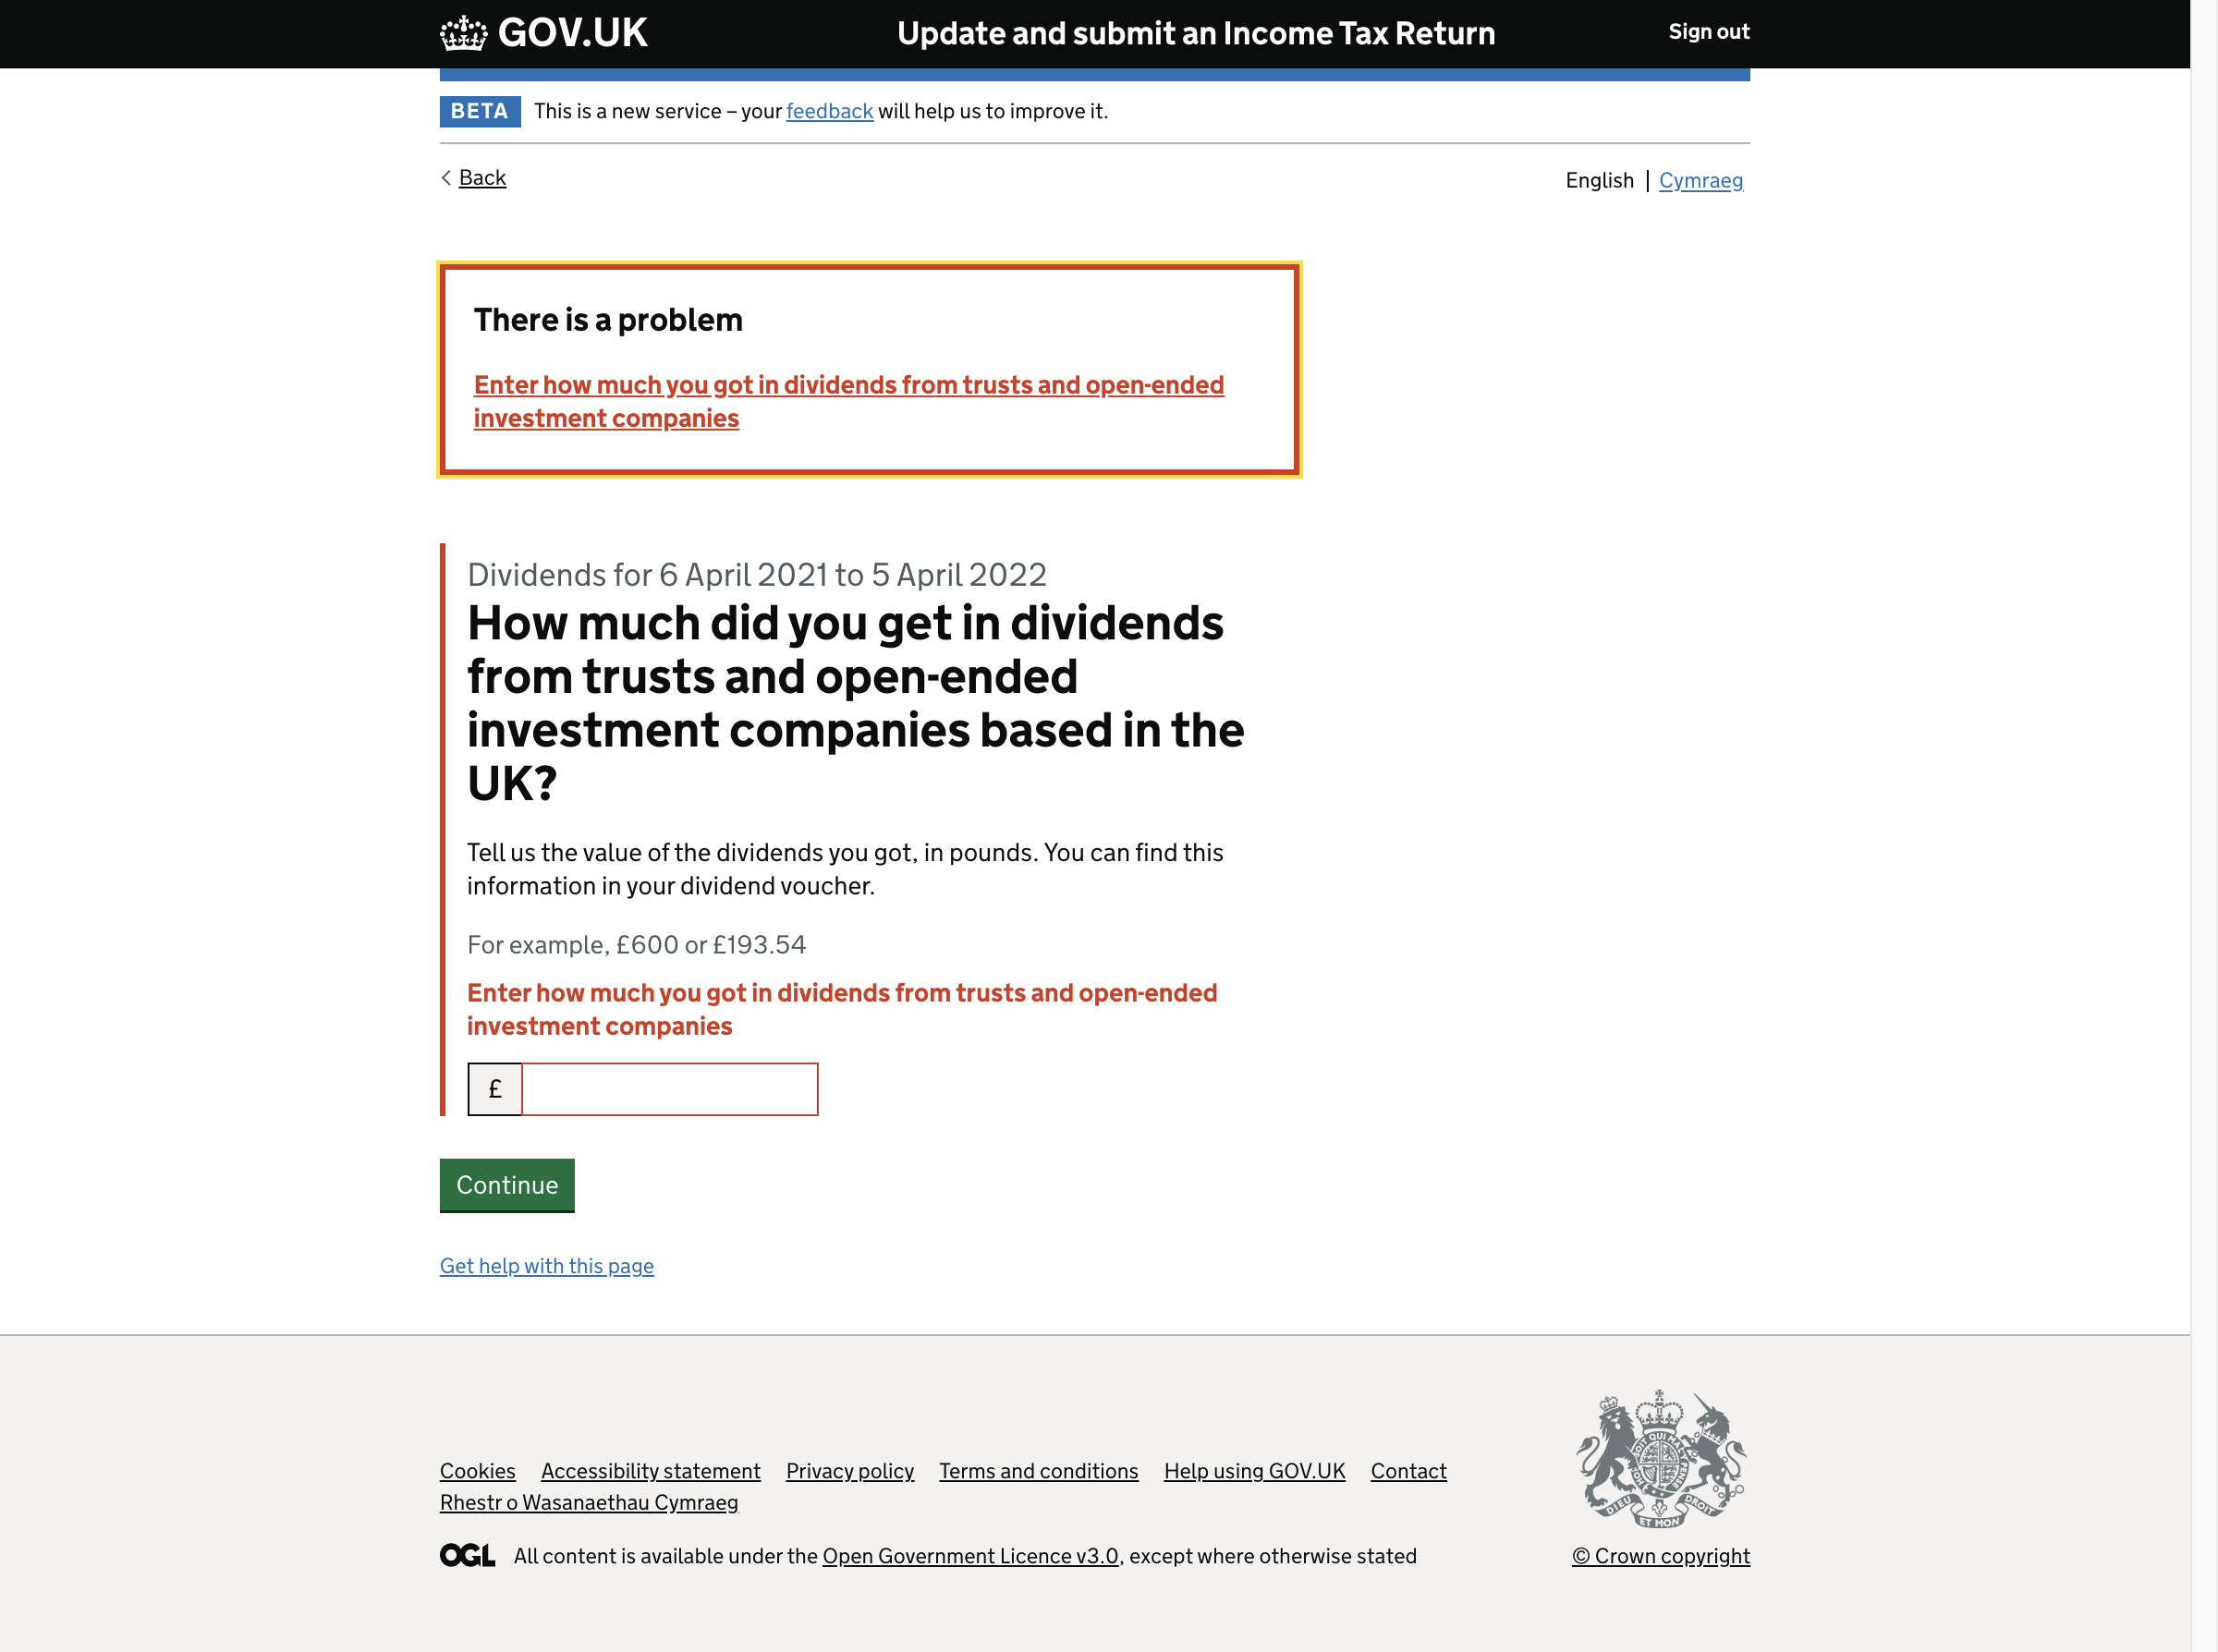 GOV.UK
Update and submit an Income Tax Return
Sign out
BETA This is a new service – your feedback will help us to improve it.
Back
English | Cymraeg
There is a problem
Enter how much you got in dividends from trusts and open-ended
investment companies
Dividends for 6 April 2021 to 5 April 2022
How much did you get in dividends
from trusts and open-ended
investment companies based in the
UK?
Tell us the value of the dividends you got, in pounds. You can find this
information in your dividend voucher.
For example, £600 or £193.54
Enter how much you got in dividends from trusts and open-ended
investment companies
£
Continue
Get help with this page
Cookies Accessibility statement Privacy policy Terms and conditions Help using GOV.UK Contact
Rhestr o Wasanaethau Cymraeg
DIEU ET MON DROIT
OGL All content is available under the Open Government Licence v3.0, except where otherwise stated
© Crown copyright